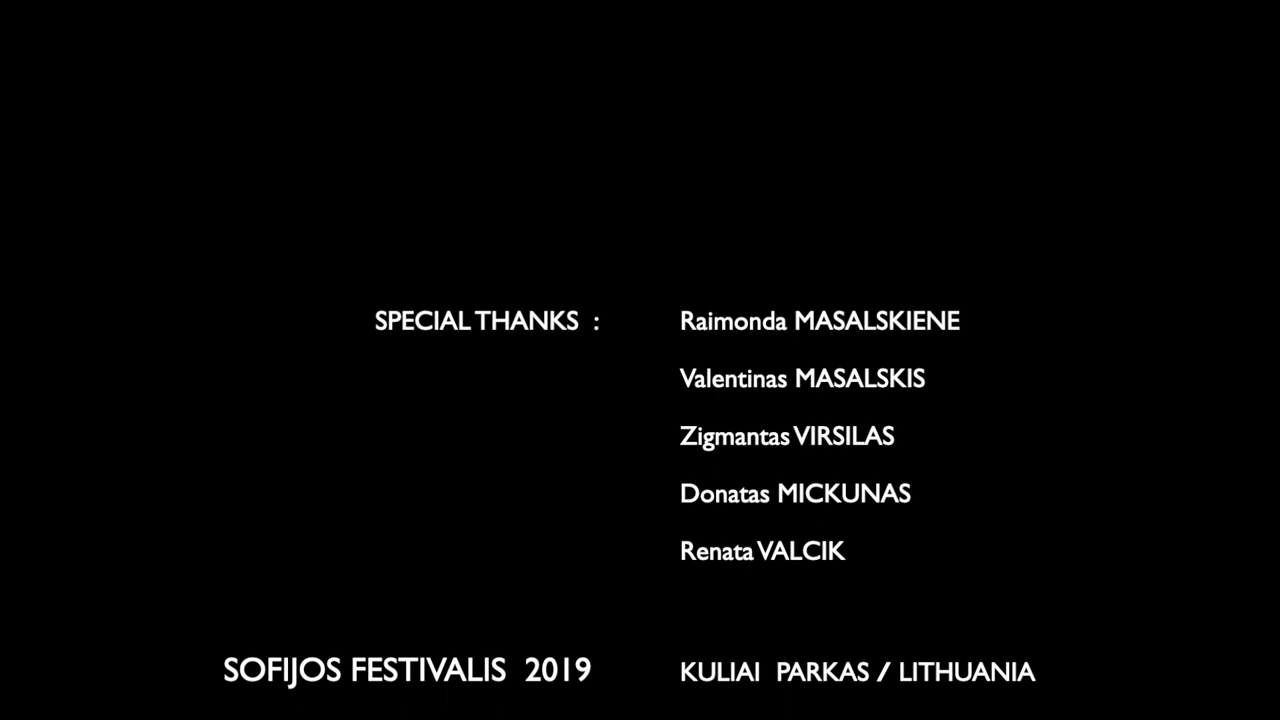 SPECIAL THANKS : Raimonda MASALSKIENE
Valentinas MASALSKIS
Zigmantas VIRSILAS
Donatas MICKUNAS
Renata VALCIK
SOFIJOS FESTIVALIS 2019 KULIAI PARKAS / LITHUANIA